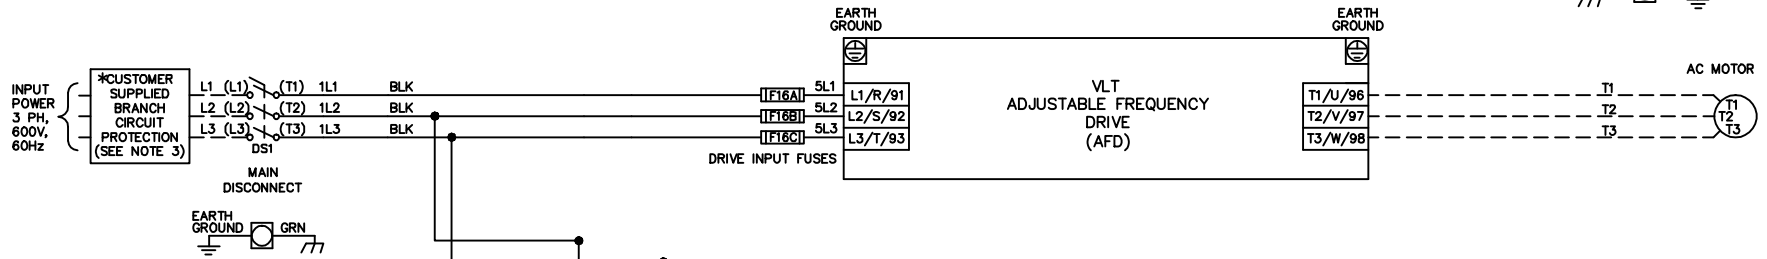 EARTH
GROUND
EARTH
GROUND
INPUT
POWER
3 PH,
600V,
60Hz
*CUSTOMER
SUPPLIED
BRANCH
CIRCUIT
PROTECTION
(SEE NOTE 3)
L1 (L1) (T1) 1L1 BLK
L2 (L2) (T2) 1L2 BLK
L3 (L3) (T3) 1L3 BLK
DS1
MAIN
DISCONNECT
F16A 5L1 L1/R/91
F16B 5L2 L2/S/92
F16C 5L3 L3/T/93
DRIVE INPUT FUSES
VLT
ADJUSTABLE FREQUENCY
DRIVE
(AFD)
T1/U/96 T1
T2/V/97 T2
T3/W/98 T3
AC MOTOR
T1
T2
T3
EARTH
GROUND GRN